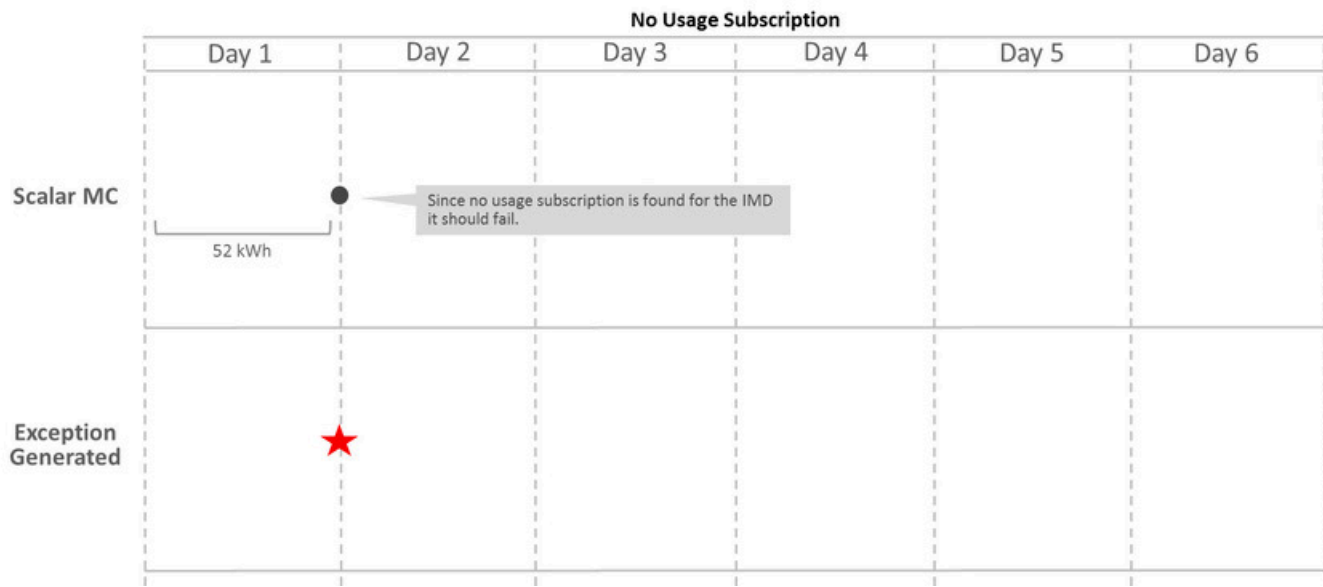 No Usage Subscription
Day 1 Day 2 Day 3 Day 4 Day 5 Day 6
Scalar MC
Since no usage subscription is found for the IMD
it should fail.
52 kWh
Exception
Generated